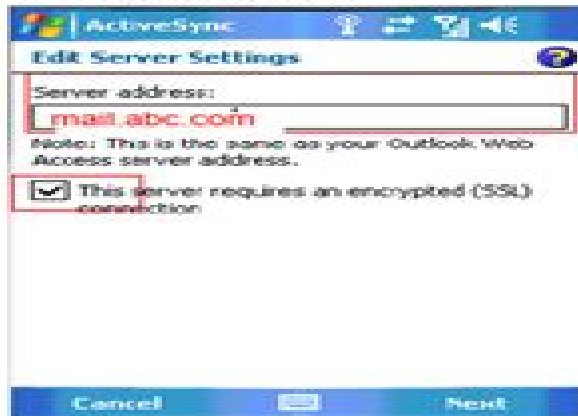 ActiveSync
Edit Server Settings
Server address:
mail.abc.com
Note: This is the same as your Outlook Web
Access server address.
This server requires an encrypted (SSL)
connection
Cancel
Next